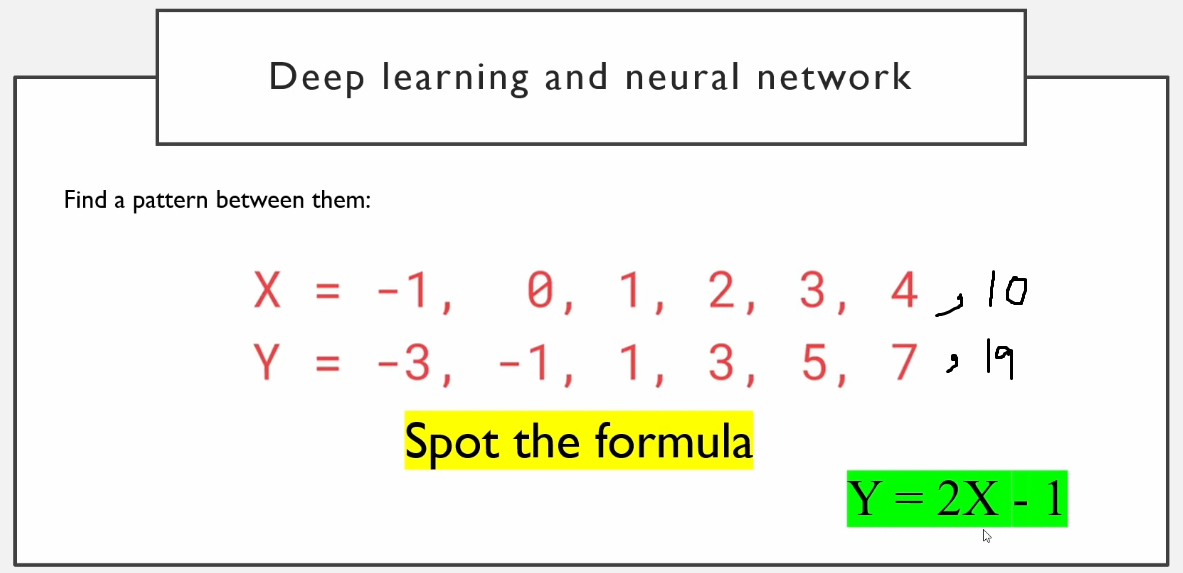 Deep learning and neural network
Find a pattern between them:
X = -1, 0, 1, 2, 3, 4, 10
Y = -3, -1, 1, 3, 5, 7, 19
Spot the formula
Y = 2X - 1